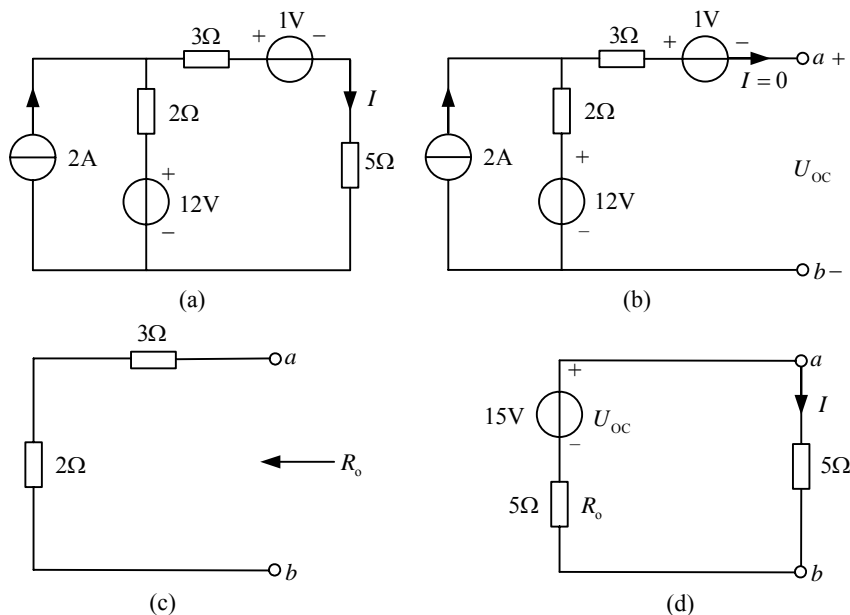 1V
3Ω
+
−
I
2Ω
2A
5Ω
+
12V
−
(a)
1V
3Ω
+
−
a +
I = 0
2Ω
2A
+
12V
−
U_OC
b −
(b)
3Ω
a
2Ω
R_o
b
(c)
a
+
I
15V
U_OC
−
5Ω
5Ω
R_o
b
(d)